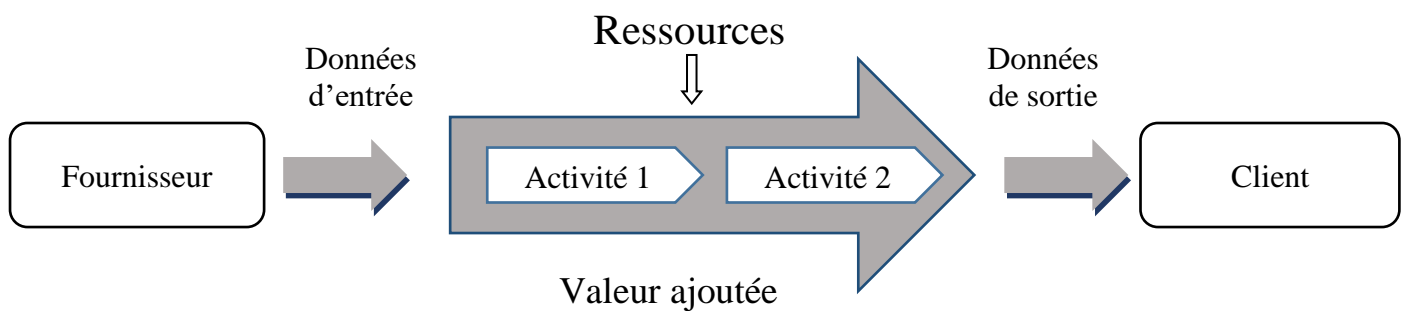 Ressources
Données
d’entrée
Données
de sortie
Fournisseur
Activité 1
Activité 2
Client
Valeur ajoutée